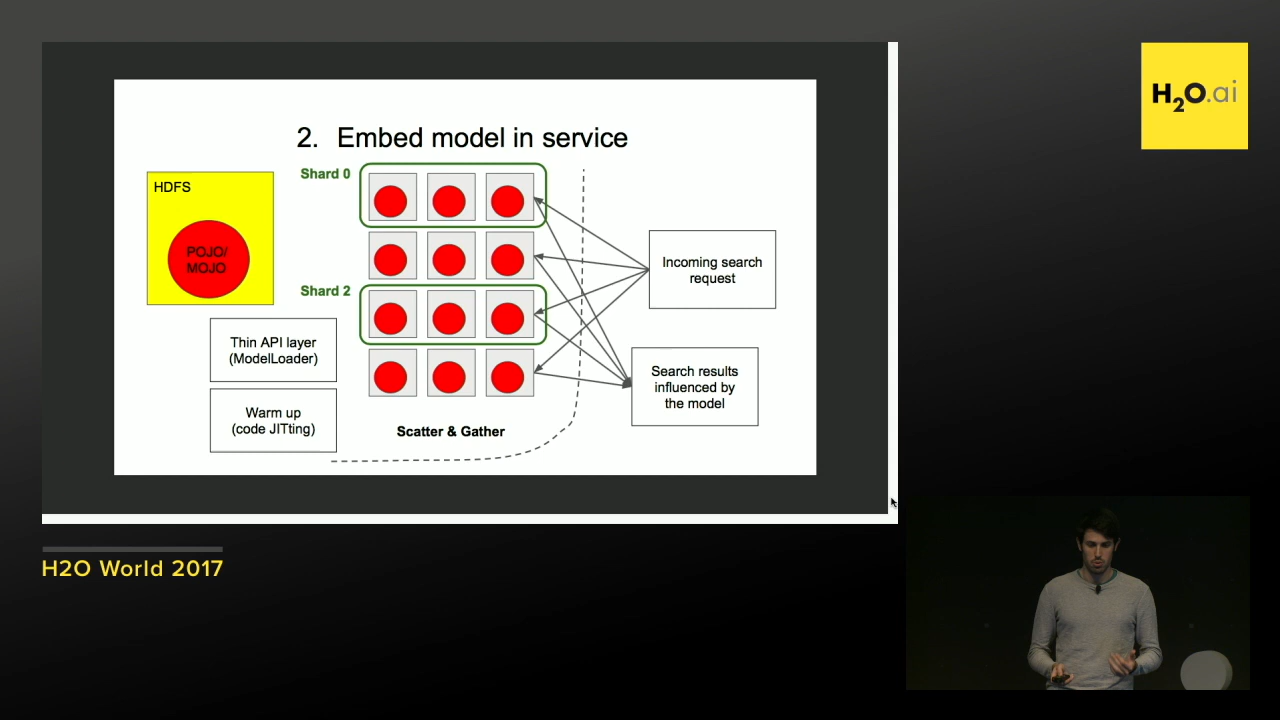 H2O.ai
2. Embed model in service
HDFS
POJO/
MOJO
Shard 0
Shard 2
Thin API layer
(ModelLoader)
Warm up
(code JITting)
Scatter & Gather
Incoming search
request
Search results
influenced by
the model
H2O World 2017